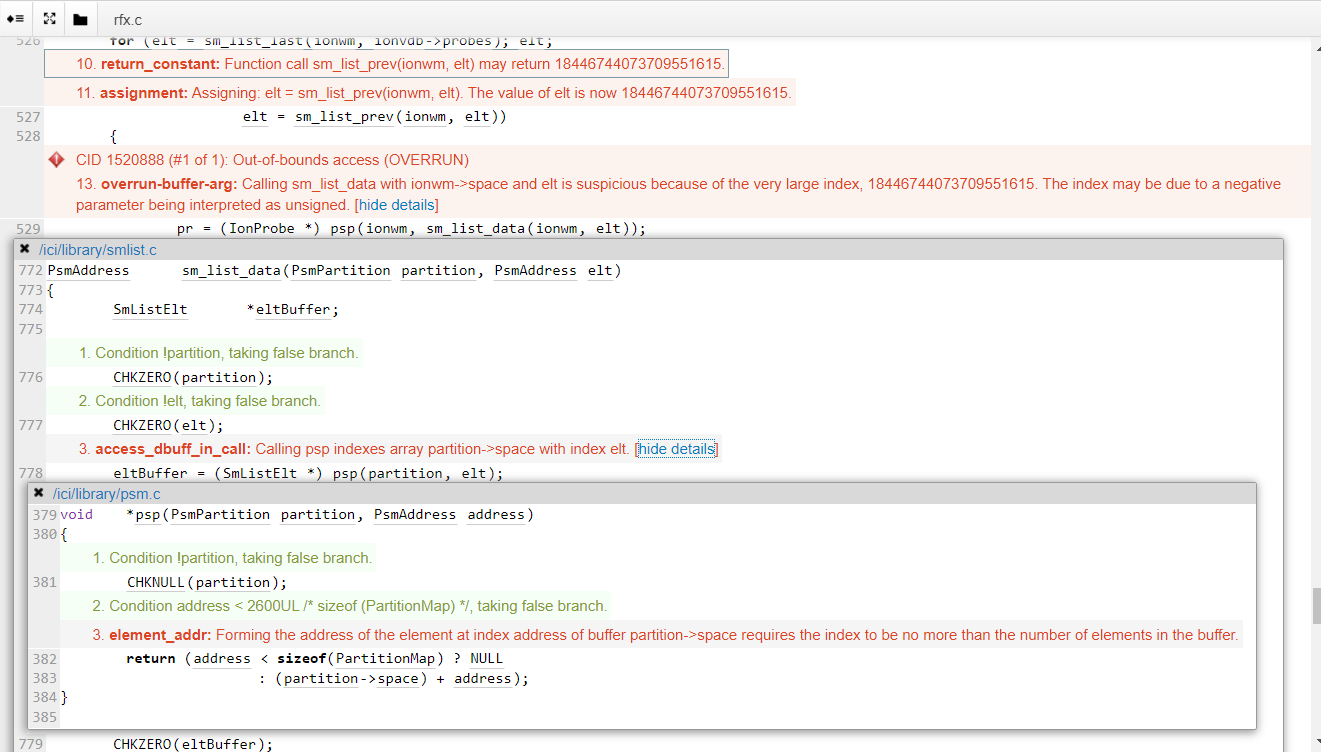 rfx.c
526 for (elt = sm_list_last(ionwm, ionvdb->probes); elt;
10. return_constant: Function call sm_list_prev(ionwm, elt) may return 18446744073709551615.
11. assignment: Assigning: elt = sm_list_prev(ionwm, elt). The value of elt is now 18446744073709551615.
527 elt = sm_list_prev(ionwm, elt))
528 {
CID 1520888 (#1 of 1): Out-of-bounds access (OVERRUN)
13. overrun-buffer-arg: Calling sm_list_data with ionwm->space and elt is suspicious because of the very large index, 18446744073709551615. The index may be due to a negative
parameter being interpreted as unsigned. [hide details]
529 pr = (IonProbe *) psp(ionwm, sm_list_data(ionwm, elt));
✖ /ici/library/smlist.c
772 PsmAddress sm_list_data(PsmPartition partition, PsmAddress elt)
773 {
774 SmListElt *eltBuffer;
775
1. Condition !partition, taking false branch.
776 CHKZERO(partition);
2. Condition !elt, taking false branch.
777 CHKZERO(elt);
3. access_dbuff_in_call: Calling psp indexes array partition->space with index elt. [hide details]
778 eltBuffer = (SmListElt *) psp(partition, elt);
✖ /ici/library/psm.c
379 void *psp(PsmPartition partition, PsmAddress address)
380 {
1. Condition !partition, taking false branch.
381 CHKNULL(partition);
2. Condition address < 2600UL /* sizeof (PartitionMap) */, taking false branch.
3. element_addr: Forming the address of the element at index address of buffer partition->space requires the index to be no more than the number of elements in the buffer.
382 return (address < sizeof(PartitionMap) ? NULL
383 : (partition->space) + address);
384 }
385
779 CHKZERO(eltBuffer);